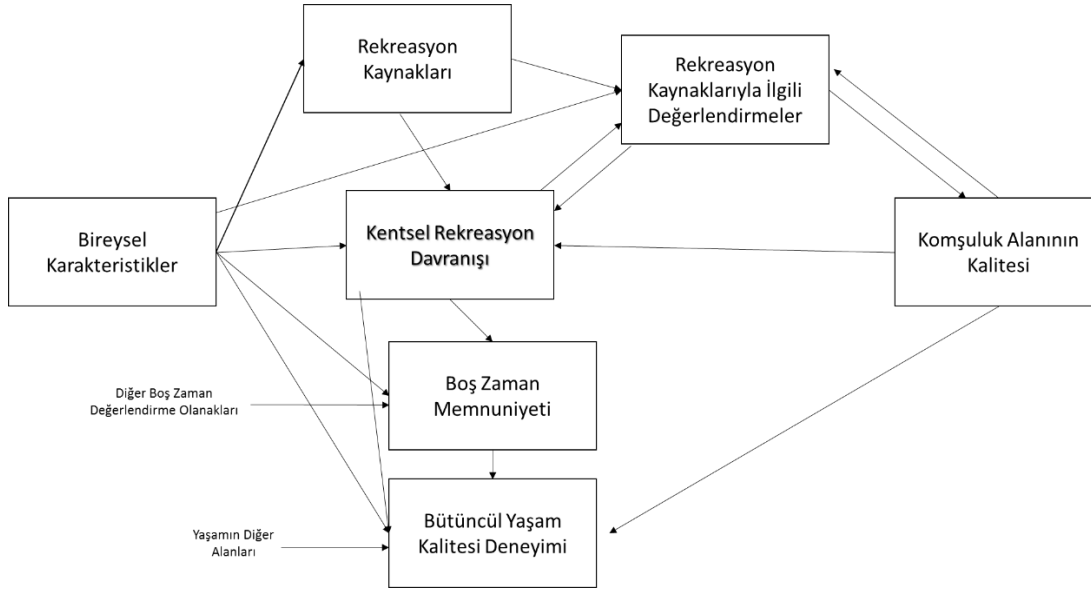 Rekreasyon
Kaynakları
Rekreasyon
Kaynaklarıyla İlgili
Değerlendirmeler
Bireysel
Karakteristikler
Kentsel Rekreasyon
Davranışı
Komşuluk Alanının
Kalitesi
Diğer Boş Zaman
Değerlendirme Olanakları
Boş Zaman
Memnuniyeti
Yaşamın Diğer
Alanları
Bütüncül Yaşam
Kalitesi Deneyimi